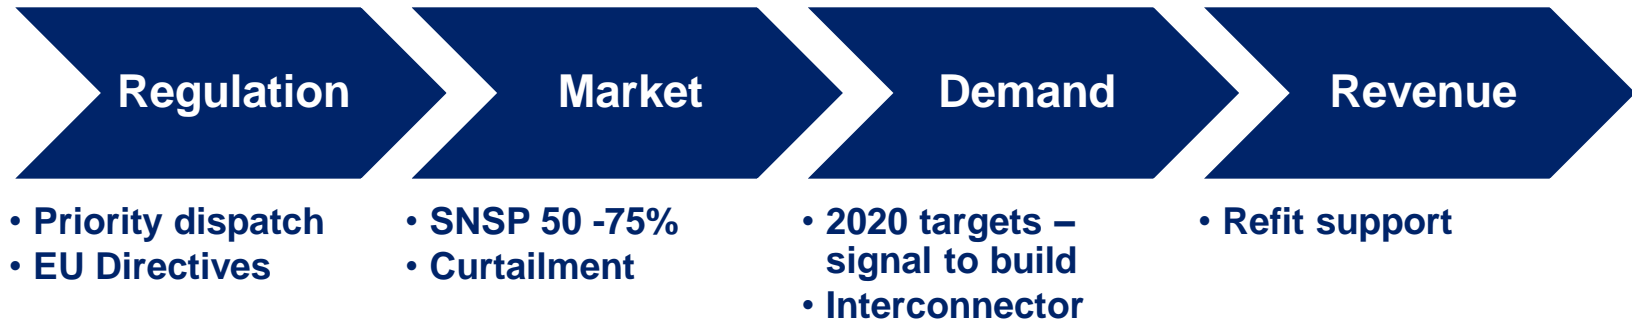 Regulation
• Priority dispatch
• EU Directives
Market
• SNSP 50 -75%
• Curtailment
Demand
• 2020 targets –
signal to build
• Interconnector
Revenue
• Refit support